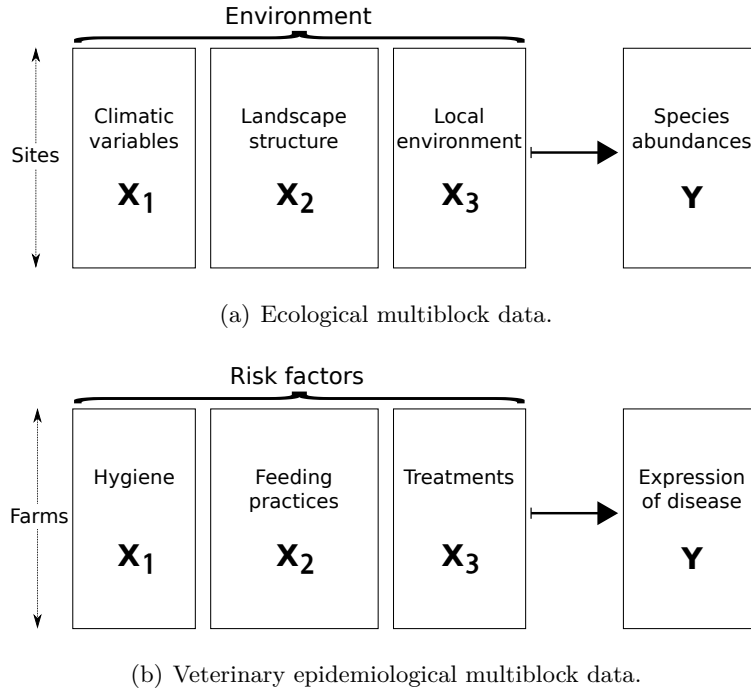 Environment
Sites
Climatic
variables
X1
Landscape
structure
X2
Local
environment
X3
Species
abundances
Y
(a) Ecological multiblock data.
Risk factors
Farms
Hygiene
X1
Feeding
practices
X2
Treatments
X3
Expression
of disease
Y
(b) Veterinary epidemiological multiblock data.